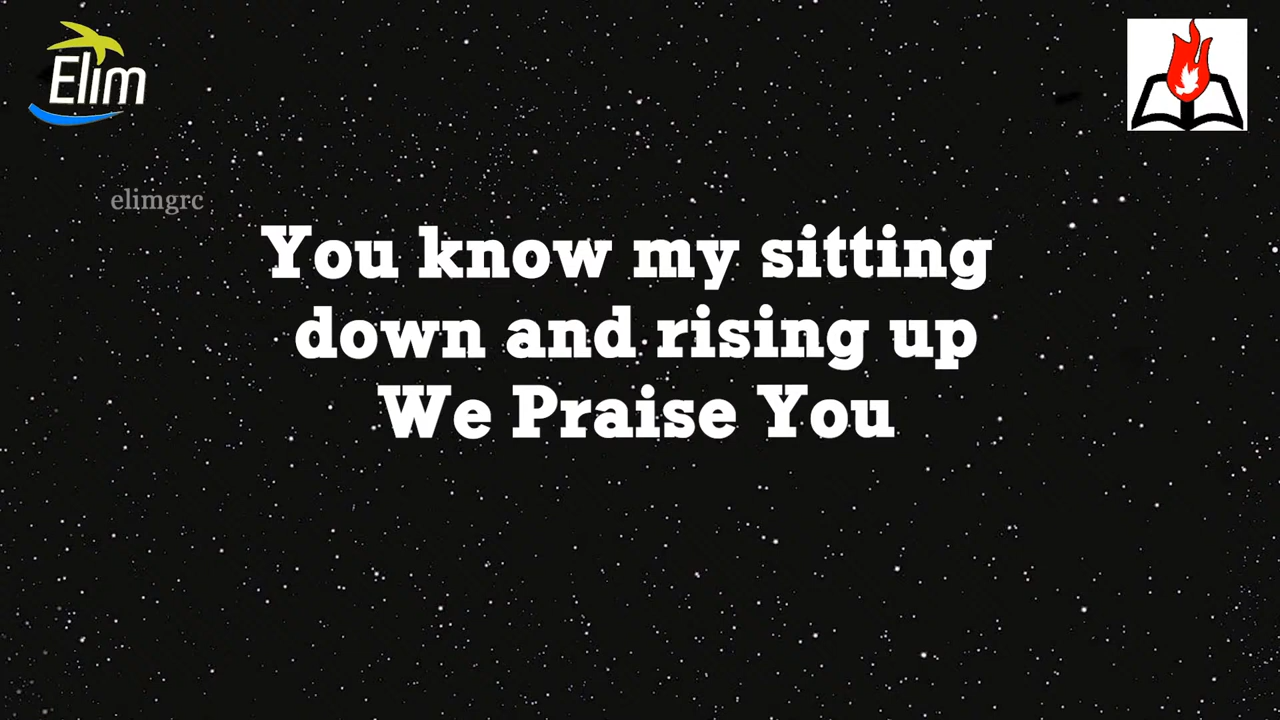 Elim
elimgrc
You know my sitting
down and rising up
We Praise You